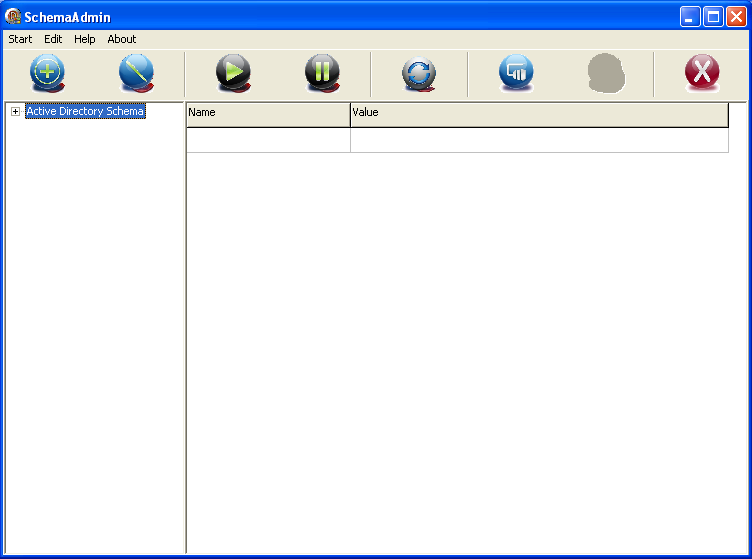 SchemaAdmin
Start Edit Help About
Active Directory Schema
Name Value